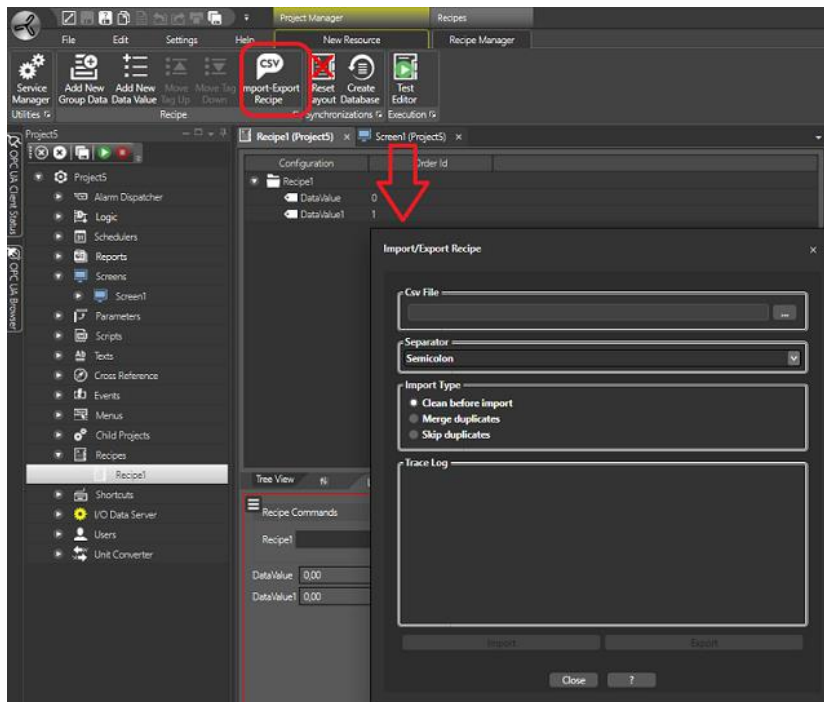 Project Manager
Recipes
File Edit Settings Help New Resource Recipe Manager
CSV
Service Manager
Add New Group Data
Add New Data Value
Move Tag Up
Move Tag Down
Import-Export Recipe
Reset Layout
Create Database
Test Editor
Utilities
Recipe
Synchronizations
Execution
OPC UA Client Status
OPC UA Browser
Project5
Project5
Alarm Dispatcher
Logic
Schedulers
Reports
Screens
Screen1
Parameters
Scripts
Texts
Cross Reference
Events
Menus
Child Projects
Recipes
Recipe1
Shortcuts
I/O Data Server
Users
Unit Converter
Recipe1 (Project5) × Screen1 (Project5) ×
Configuration Order Id
Recipe1
DataValue 0
DataValue1 1
Tree View
Recipe Commands
Recipe1
DataValue 0,00
DataValue1 0,00
Import/Export Recipe ×
Csv File
...
Separator
Semicolon
Import Type
Clean before import
Merge duplicates
Skip duplicates
Trace Log
Import Export
Close ?